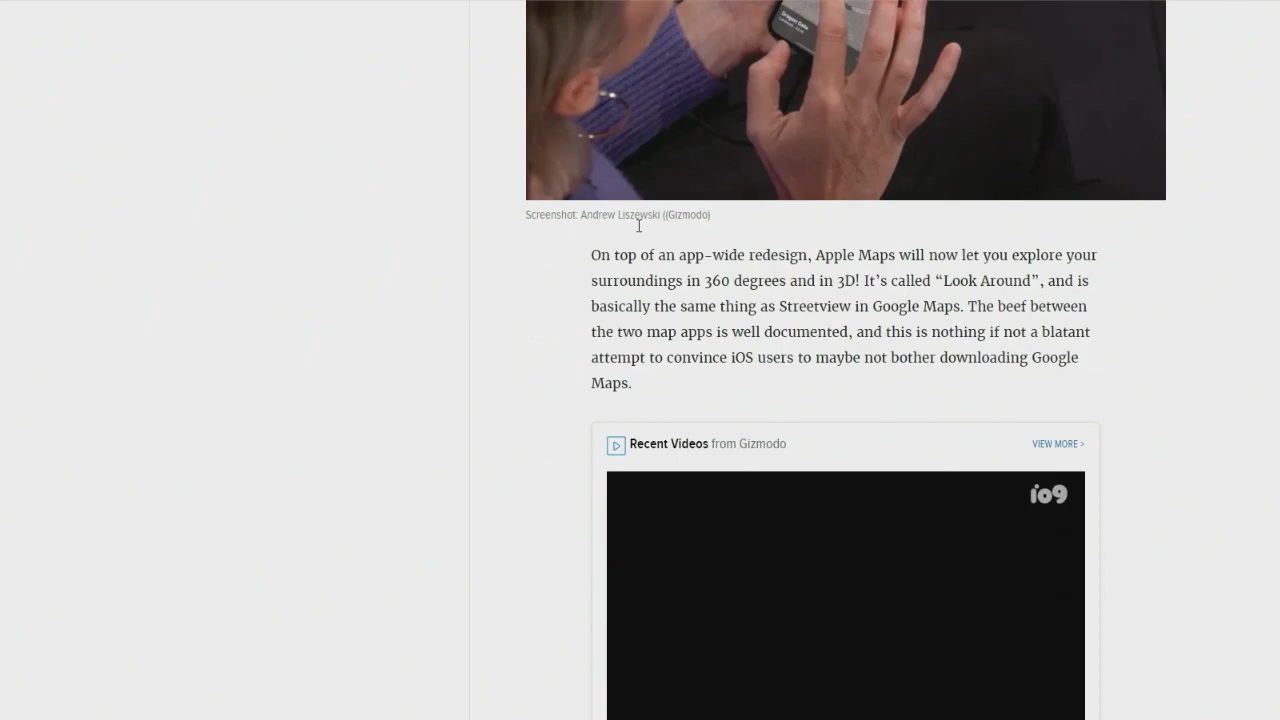 Dragon Gate
Screenshot: Andrew Liszewski ((Gizmodo)
On top of an app-wide redesign, Apple Maps will now let you explore your
surroundings in 360 degrees and in 3D! It’s called “Look Around”, and is
basically the same thing as Streetview in Google Maps. The beef between
the two map apps is well documented, and this is nothing if not a blatant
attempt to convince iOS users to maybe not bother downloading Google
Maps.
Recent Videos from Gizmodo
VIEW MORE >
io9